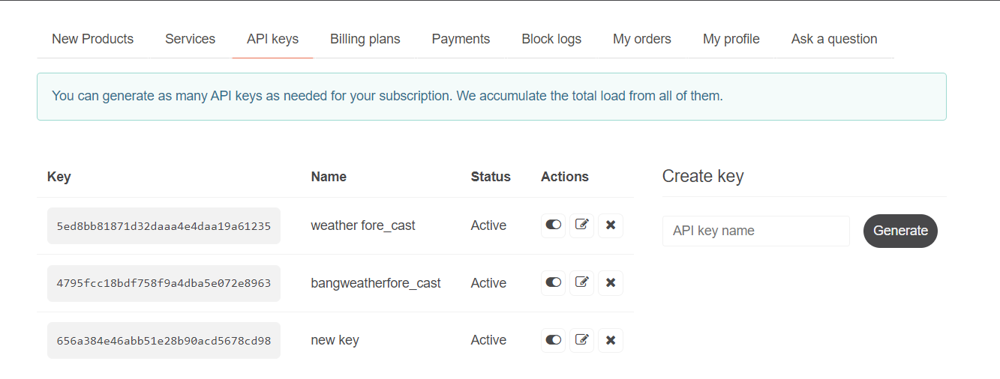 New Products Services API keys Billing plans Payments Block logs My orders My profile Ask a question
You can generate as many API keys as needed for your subscription. We accumulate the total load from all of them.
Key Name Status Actions
5ed8bb81871d32daaa4e4daa19a61235 weather fore_cast Active
4795fcc18bdf758f9a4dba5e072e8963 bangweatherfore_cast Active
656a384e46abb51e28b90acd5678cd98 new key Active
Create key
API key name Generate